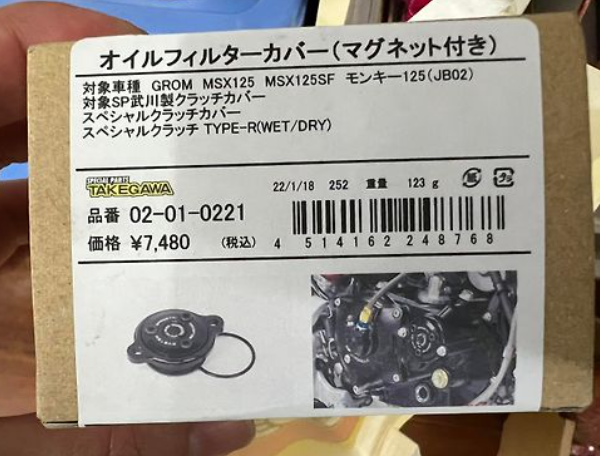 オイルフィルターカバー(マグネット付き)
対象車種 GROM MSX125 MSX125SF モンキー125(JB02)
対象SP武川製クラッチカバー
スペシャルクラッチカバー
スペシャルクラッチ TYPE-R(WET/DRY)
SPECIAL PARTS
TAKEGAWA
22/1/18 252 重量 123 g
品番 02-01-0221
価格 ¥7,480 (税込)
4 514162 248768